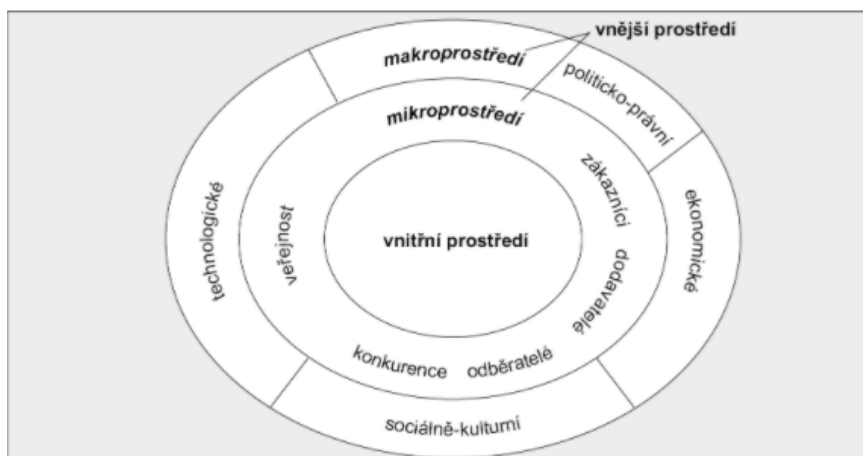 vnější prostředí
makroprostředí
politicko-právní
mikroprostředí
zákazníci
technologické
veřejnost
vnitřní prostředí
ekonomické
dodavatelé
konkurence
odběratelé
sociálně-kulturní